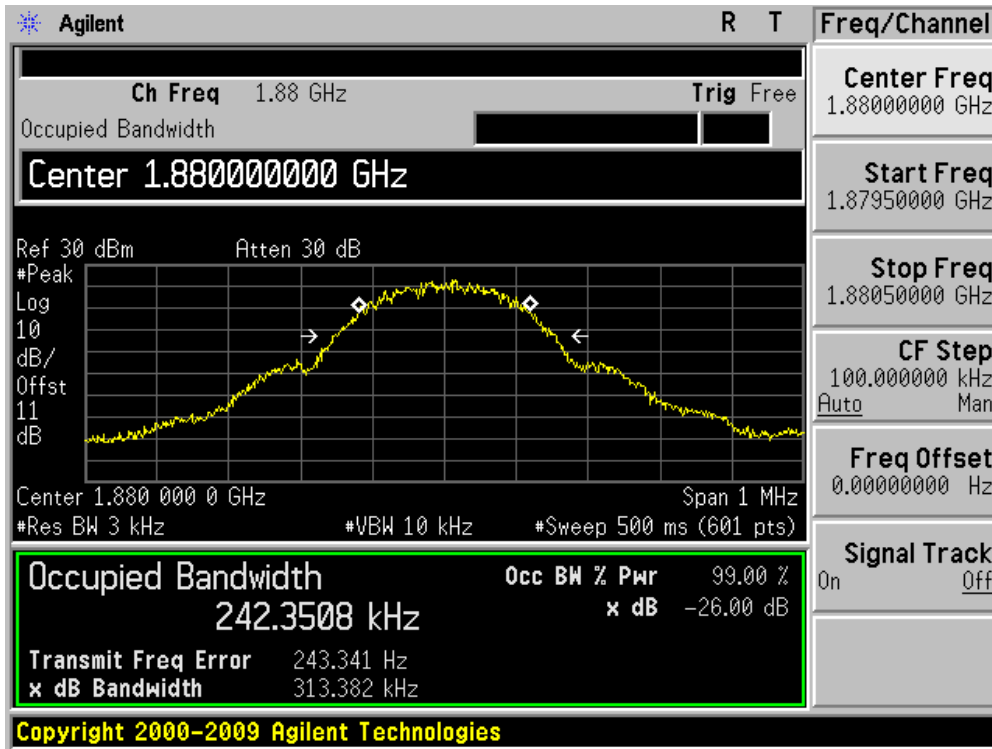 Agilent R T
Ch Freq 1.88 GHz Trig Free
Occupied Bandwidth
Center 1.880000000 GHz
Ref 30 dBm Atten 30 dB
#Peak
Log
10
dB/
Offst
11
dB
Center 1.880 000 0 GHz Span 1 MHz
#Res BW 3 kHz #VBW 10 kHz #Sweep 500 ms (601 pts)
Occupied Bandwidth Occ BW % Pwr 99.00 %
242.3508 kHz x dB -26.00 dB
Transmit Freq Error 243.341 Hz
x dB Bandwidth 313.382 kHz
Copyright 2000-2009 Agilent Technologies
Freq/Channel
Center Freq
1.88000000 GHz
Start Freq
1.87950000 GHz
Stop Freq
1.88050000 GHz
CF Step
100.000000 kHz
Auto Man
Freq Offset
0.00000000 Hz
Signal Track
On Off